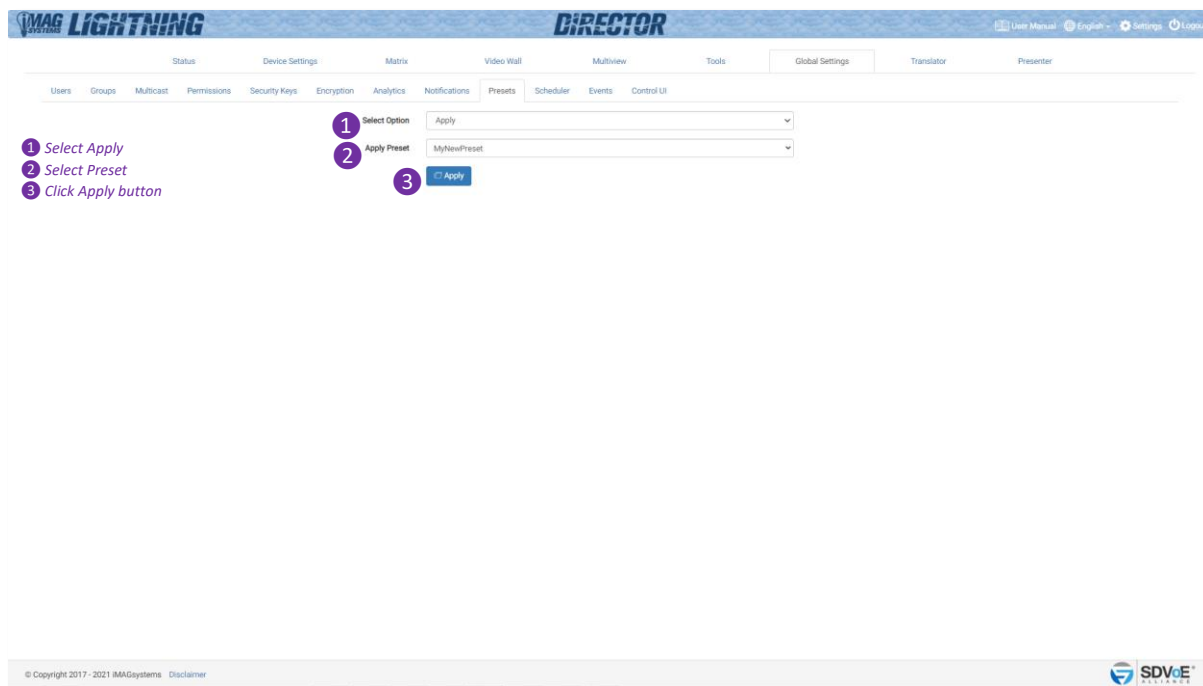 iMAG SYSTEMS LIGHTNING DIRECTOR User Manual English Settings Logout
Status Device Settings Matrix Video Wall Multiview Tools Global Settings Translator Presenter
Users Groups Multicast Permissions Security Keys Encryption Analytics Notifications Presets Scheduler Events Control UI
1 Select Option Apply
1 Select Apply
2 Apply Preset MyNewPreset
2 Select Preset
3 Apply
3 Click Apply button
© Copyright 2017 - 2021 iMAGsystems Disclaimer
SDVoE
ALLIANCE